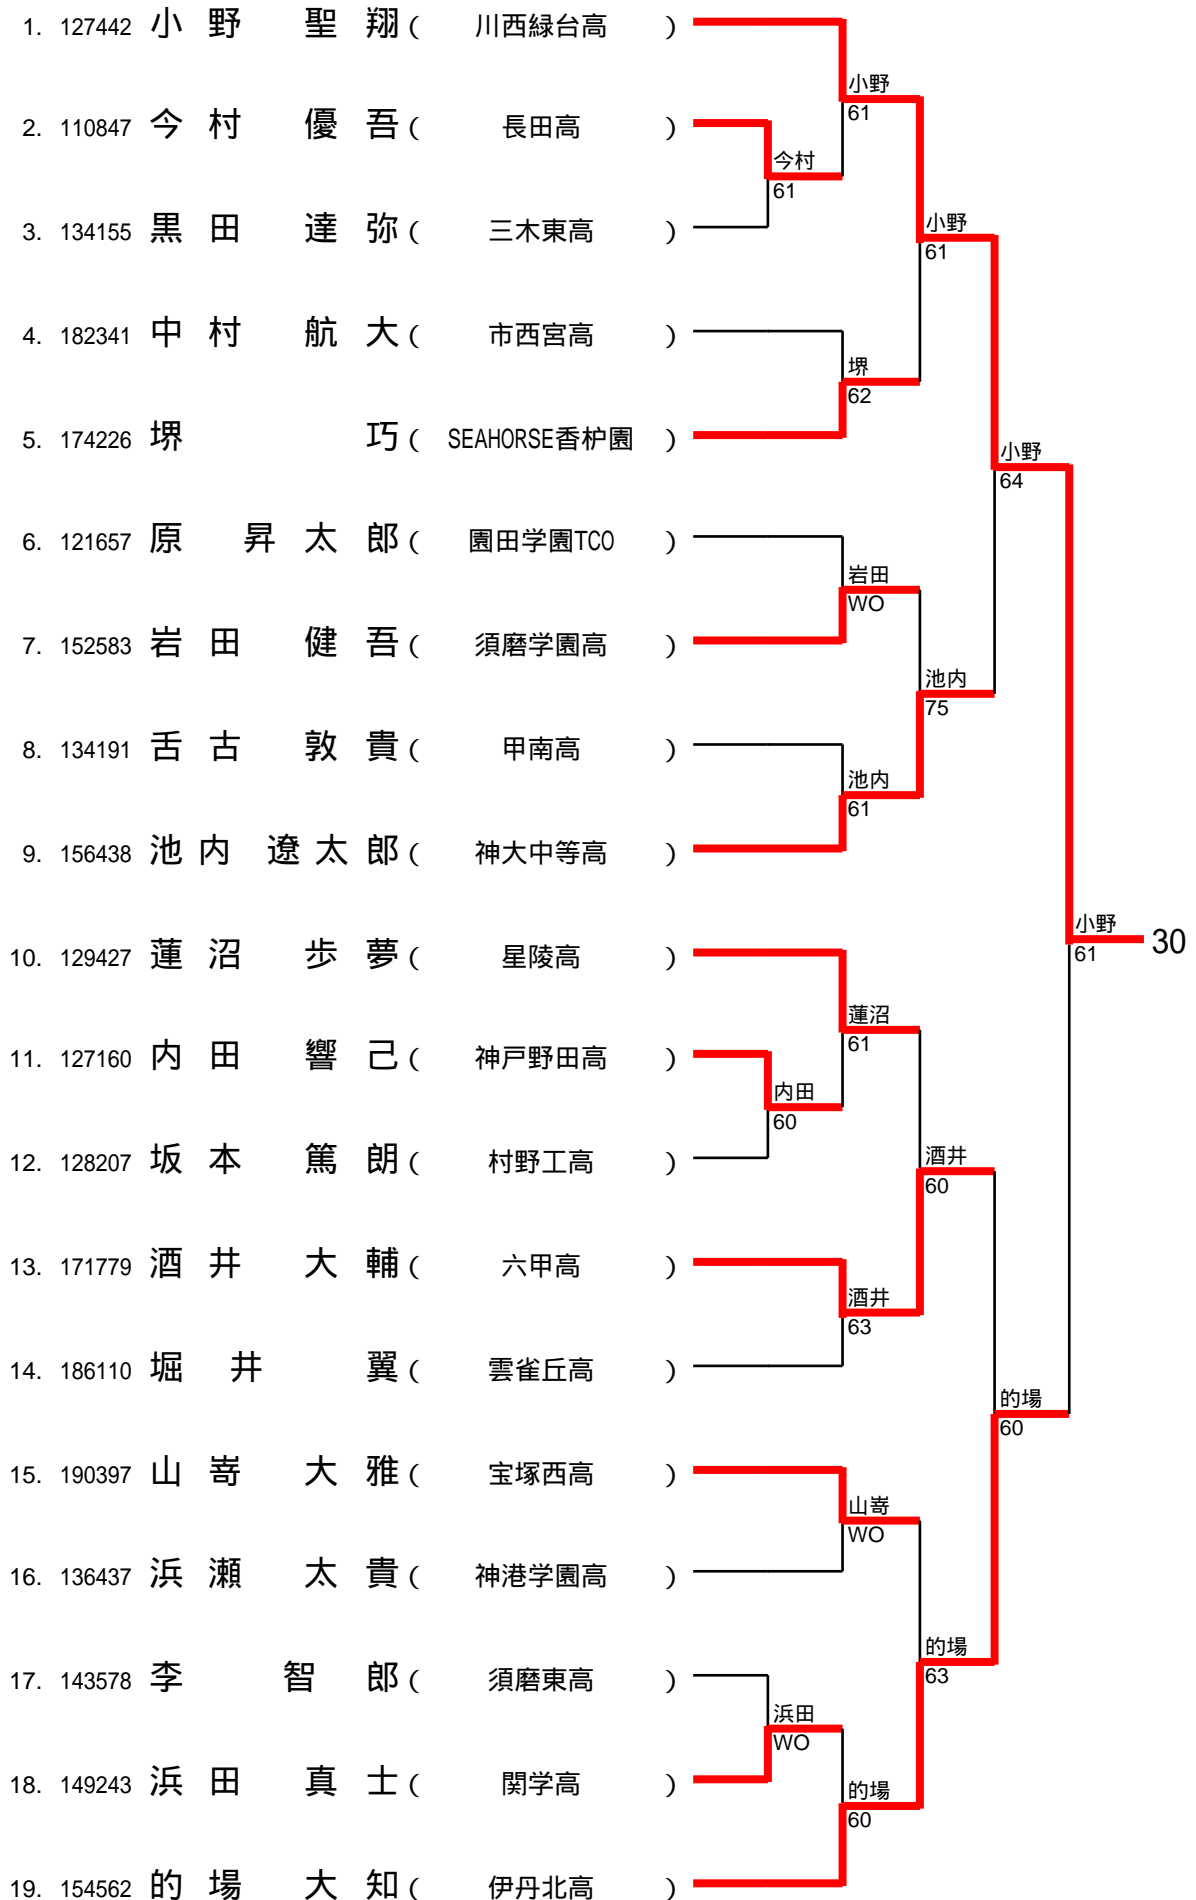 1. 127442 小野 聖翔 ( 川西緑台高 )
小野
61
2. 110847 今村 優吾 ( 長田高 )
今村
61
3. 134155 黒田 達弥 ( 三木東高 )
小野
61
4. 182341 中村 航大 ( 市西宮高 )
堺
62
5. 174226 堺 巧 ( SEAHORSE香枦園 )
小野
64
6. 121657 原 昇太郎 ( 園田学園TCO )
岩田
WO
7. 152583 岩田 健吾 ( 須磨学園高 )
池内
75
8. 134191 舌古 敦貴 ( 甲南高 )
池内
61
9. 156438 池内 遼太郎 ( 神大中等高 )
小野
61
30
10. 129427 蓮沼 歩夢 ( 星陵高 )
蓮沼
61
11. 127160 内田 響己 ( 神戸野田高 )
内田
60
12. 128207 坂本 篤朗 ( 村野工高 )
酒井
60
13. 171779 酒井 大輔 ( 六甲高 )
酒井
63
14. 186110 堀井 翼 ( 雲雀丘高 )
的場
60
15. 190397 山嵜 大雅 ( 宝塚西高 )
山嵜
WO
16. 136437 浜瀬 太貴 ( 神港学園高 )
的場
63
17. 143578 李 智郎 ( 須磨東高 )
浜田
WO
18. 149243 浜田 真士 ( 関学高 )
的場
60
19. 154562 的場 大知 ( 伊丹北高 )